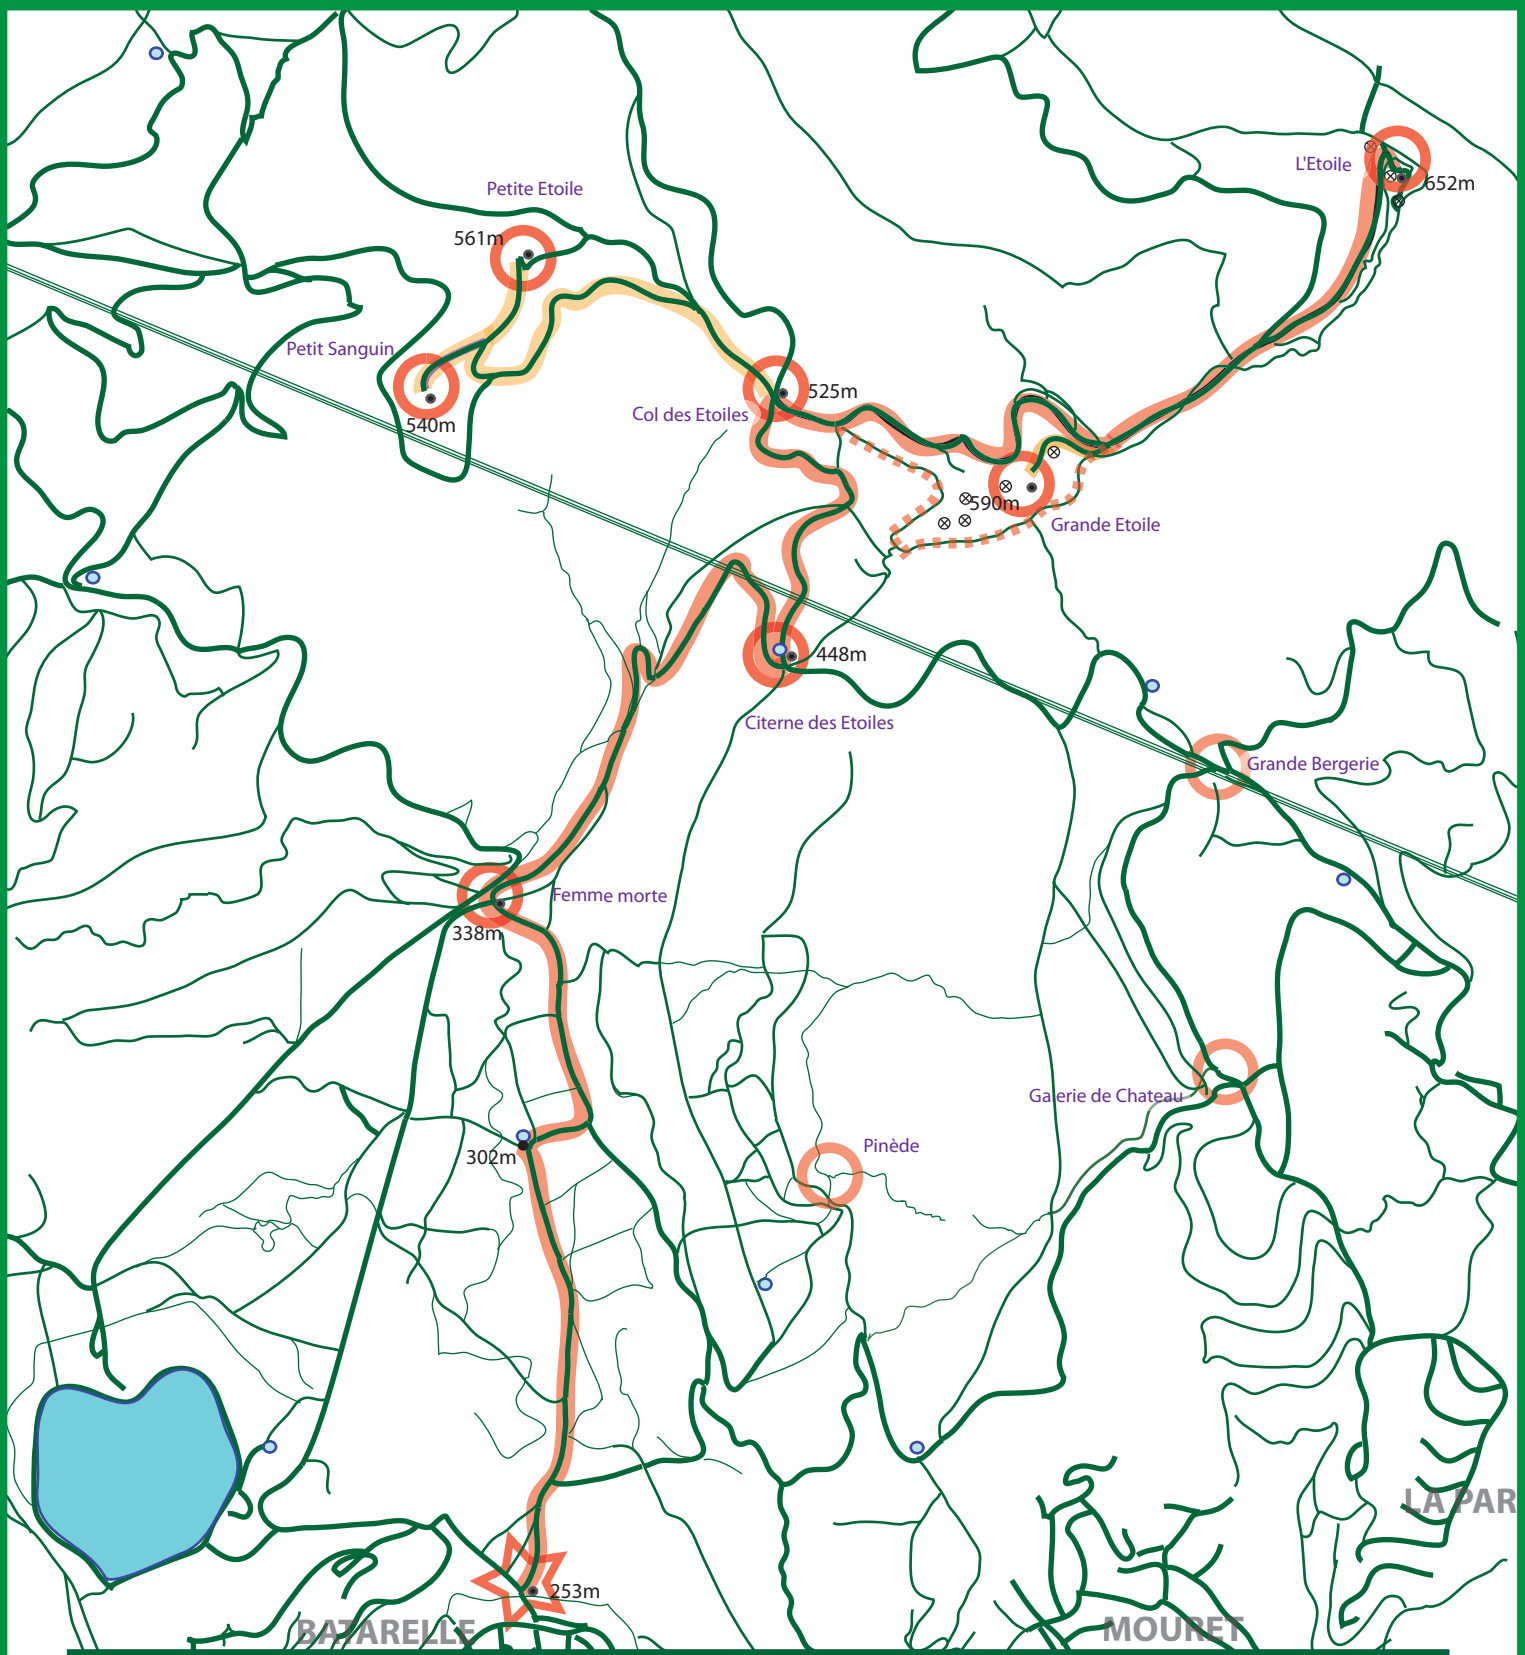 L'Etoile
652m
Petite Etoile
561m
Petit Sanguin
540m
525m
Col des Etoiles
590m
Grande Etoile
448m
Citerne des Etoiles
Grande Bergerie
Femme morte
338m
Galerie de Chateau
Pinède
302m
LA PAR
253m
BATARELLE
MOURET